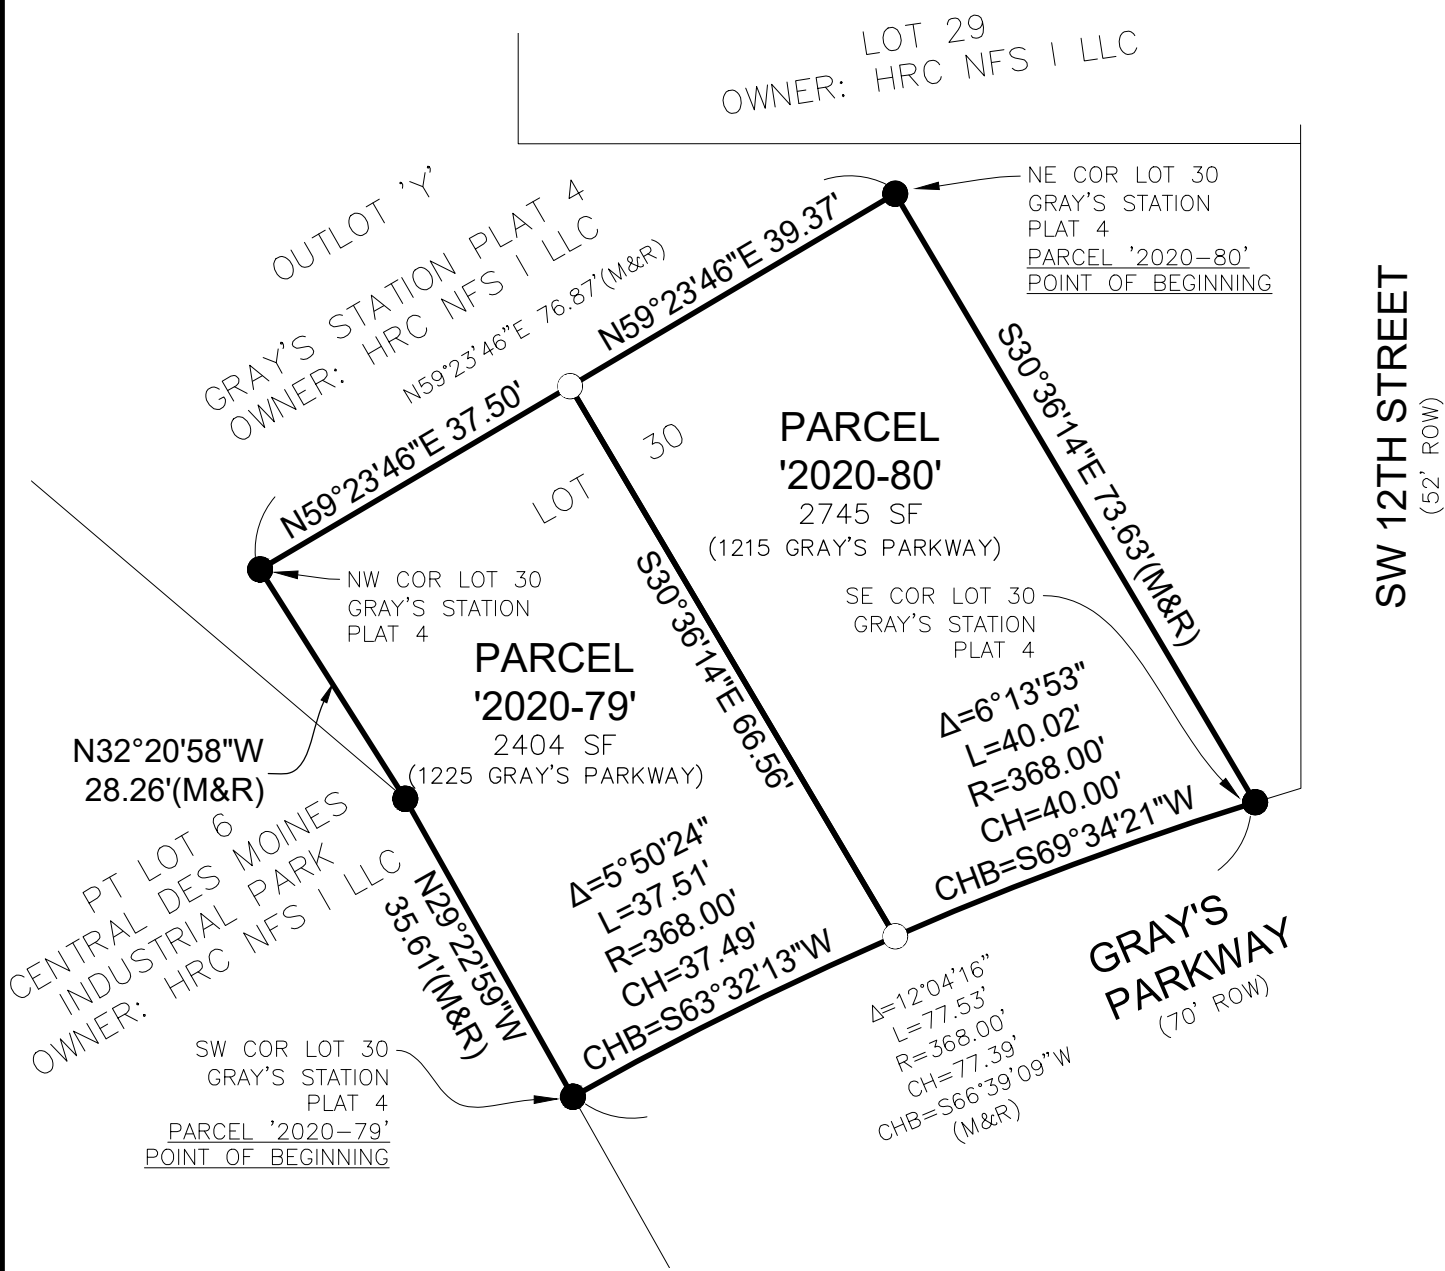 LOT 29
OWNER: HRC NFS I LLC
OUTLOT 'Y'
GRAY'S STATION PLAT 4
OWNER: HRC NFS I LLC
N59°23'46"E 76.87'(M&R)
N59°23'46"E 39.37'
N59°23'46"E 37.50'
NE COR LOT 30
GRAY'S STATION
PLAT 4
PARCEL '2020-80'
POINT OF BEGINNING
SW 12TH STREET
(52' ROW)
S30°36'14"E 73.63'(M&R)
LOT 30
PARCEL
'2020-80'
2745 SF
(1215 GRAY'S PARKWAY)
S30°36'14"E 66.56'
SE COR LOT 30
GRAY'S STATION
PLAT 4
NW COR LOT 30
GRAY'S STATION
PLAT 4
PARCEL
'2020-79'
2404 SF
(1225 GRAY'S PARKWAY)
N32°20'58"W
28.26'(M&R)
Δ=6°13'53"
L=40.02'
R=368.00'
CH=40.00'
CHB=S69°34'21"W
PT LOT 6
CENTRAL DES MOINES
INDUSTRIAL PARK
OWNER: HRC NFS I LLC
N29°22'59"W
35.61'(M&R)
Δ=5°50'24"
L=37.51'
R=368.00'
CH=37.49'
CHB=S63°32'13"W
GRAY'S
PARKWAY
(70' ROW)
Δ=12°04'16"
L=77.53'
R=368.00'
CH=77.39'
CHB=S66°39'09"W
(M&R)
SW COR LOT 30
GRAY'S STATION
PLAT 4
PARCEL '2020-79'
POINT OF BEGINNING